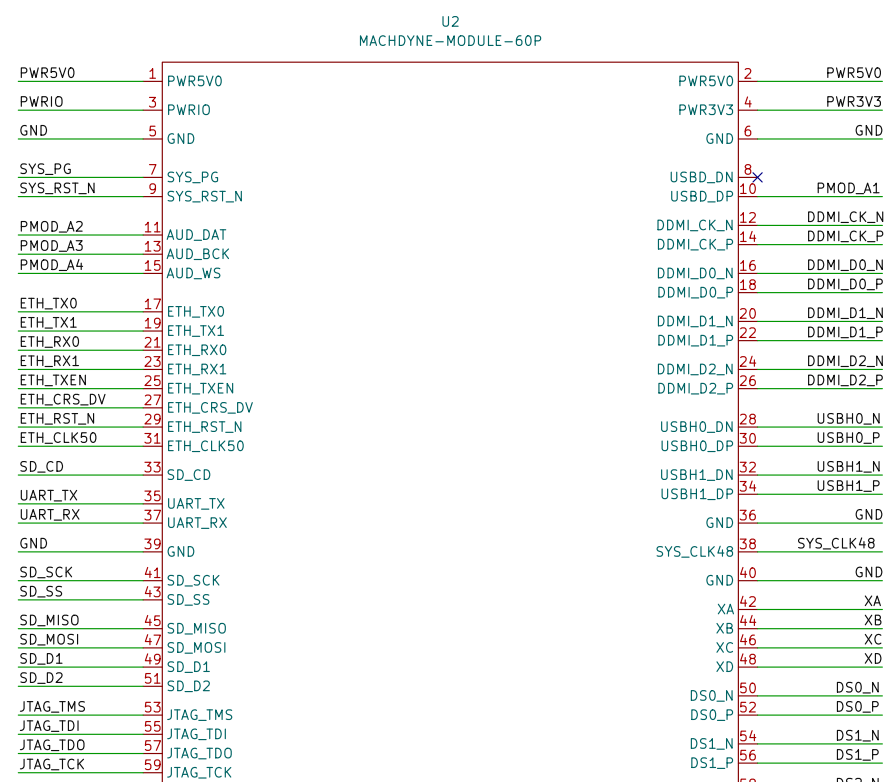 U2
MACHDYNE-MODULE-60P
PWR5V0 1 PWR5V0 PWR5V0 2 PWR5V0
PWRIO 3 PWRIO PWR3V3 4 PWR3V3
GND 5 GND GND 6 GND
SYS_PG 7 SYS_PG USBD_DN 8
SYS_RST_N 9 SYS_RST_N USBD_DP 10 PMOD_A1
PMOD_A2 11 AUD_DAT DDMI_CK_N 12 DDMI_CK_N
PMOD_A3 13 AUD_BCK DDMI_CK_P 14 DDMI_CK_P
PMOD_A4 15 AUD_WS DDMI_D0_N 16 DDMI_D0_N
DDMI_D0_P 18 DDMI_D0_P
ETH_TX0 17 ETH_TX0 DDMI_D1_N 20 DDMI_D1_N
ETH_TX1 19 ETH_TX1 DDMI_D1_P 22 DDMI_D1_P
ETH_RX0 21 ETH_RX0
ETH_RX1 23 ETH_RX1 DDMI_D2_N 24 DDMI_D2_N
ETH_TXEN 25 ETH_TXEN DDMI_D2_P 26 DDMI_D2_P
ETH_CRS_DV 27 ETH_CRS_DV
ETH_RST_N 29 ETH_RST_N USBH0_DN 28 USBH0_N
ETH_CLK50 31 ETH_CLK50 USBH0_DP 30 USBH0_P
SD_CD 33 SD_CD USBH1_DN 32 USBH1_N
USBH1_DP 34 USBH1_P
UART_TX 35 UART_TX
UART_RX 37 UART_RX GND 36 GND
GND 39 GND SYS_CLK48 38 SYS_CLK48
SD_SCK 41 SD_SCK GND 40 GND
SD_SS 43 SD_SS XA 42 XA
SD_MISO 45 SD_MISO XB 44 XB
SD_MOSI 47 SD_MOSI XC 46 XC
SD_D1 49 SD_D1 XD 48 XD
SD_D2 51 SD_D2 DS0_N 50 DS0_N
JTAG_TMS 53 JTAG_TMS DS0_P 52 DS0_P
JTAG_TDI 55 JTAG_TDI DS1_N 54 DS1_N
JTAG_TDO 57 JTAG_TDO DS1_P 56 DS1_P
JTAG_TCK 59 JTAG_TCK